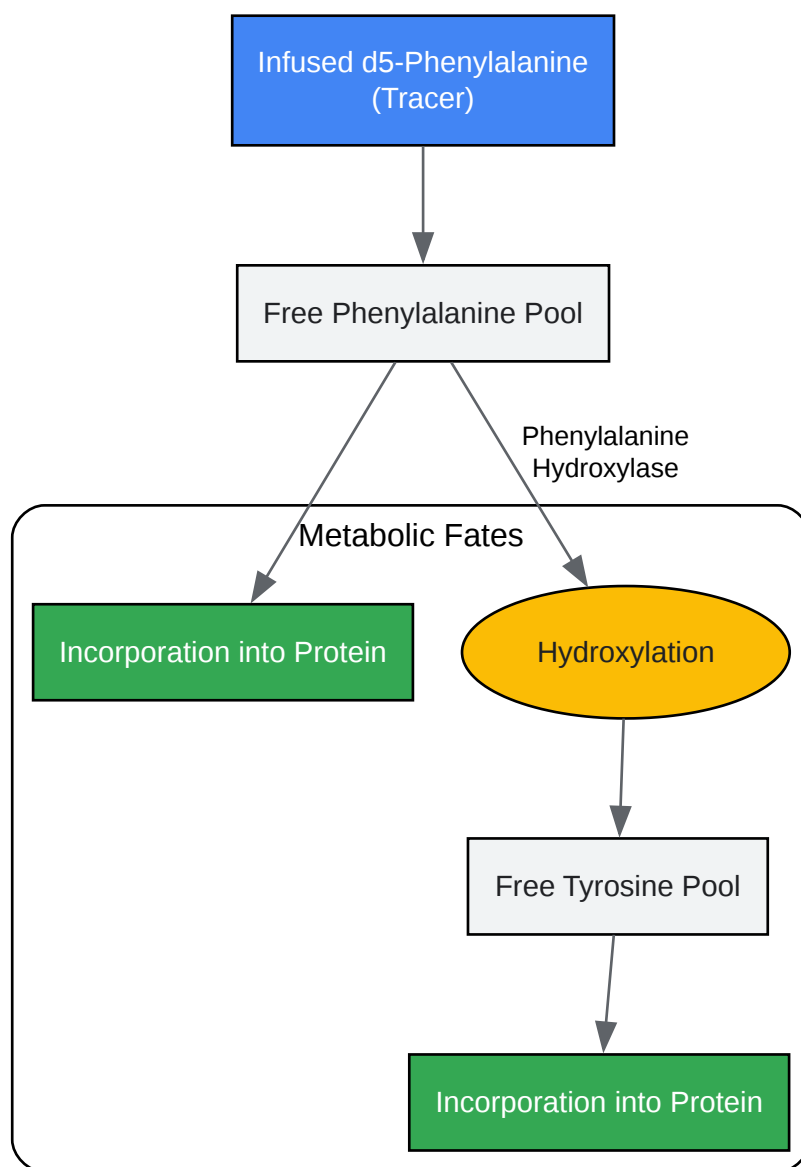 Infused d5-Phenylalanine
(Tracer)
Free Phenylalanine Pool
Phenylalanine
Hydroxylase
Metabolic Fates
Incorporation into Protein
Hydroxylation
Free Tyrosine Pool
Incorporation into Protein